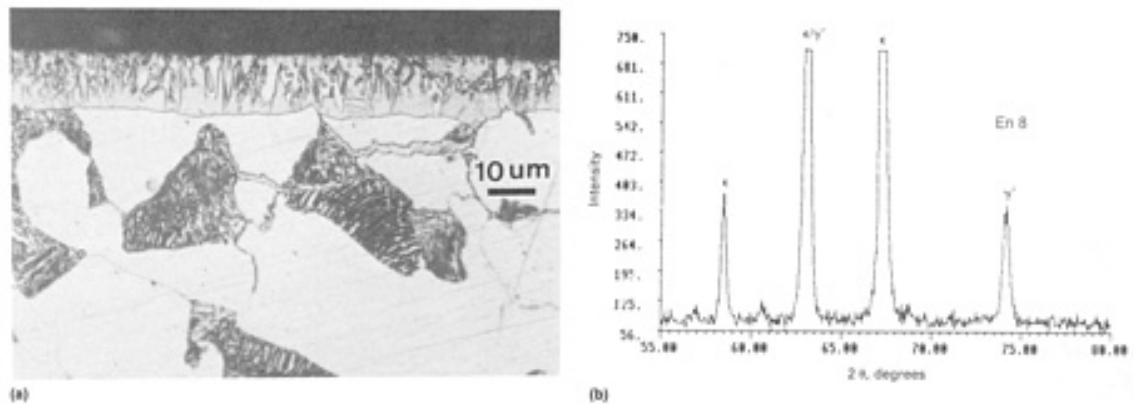 10 um
(a)
750.
681.
611.
542.
472.
403.
334.
264.
195.
125.
56.
Intensity
ε/γ'
ε
ε
γ'
En 8
55.00
60.00
65.00
70.00
75.00
80.00
2 θ, degrees
(b)